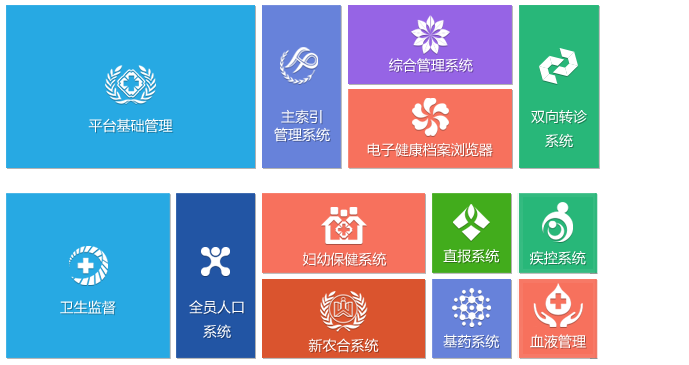 平台基础管理
主索引
管理系统
综合管理系统
电子健康档案浏览器
双向转诊
系统
卫生监督
全员人口
系统
妇幼保健系统
新农合系统
直报系统
基药系统
疾控系统
血液管理